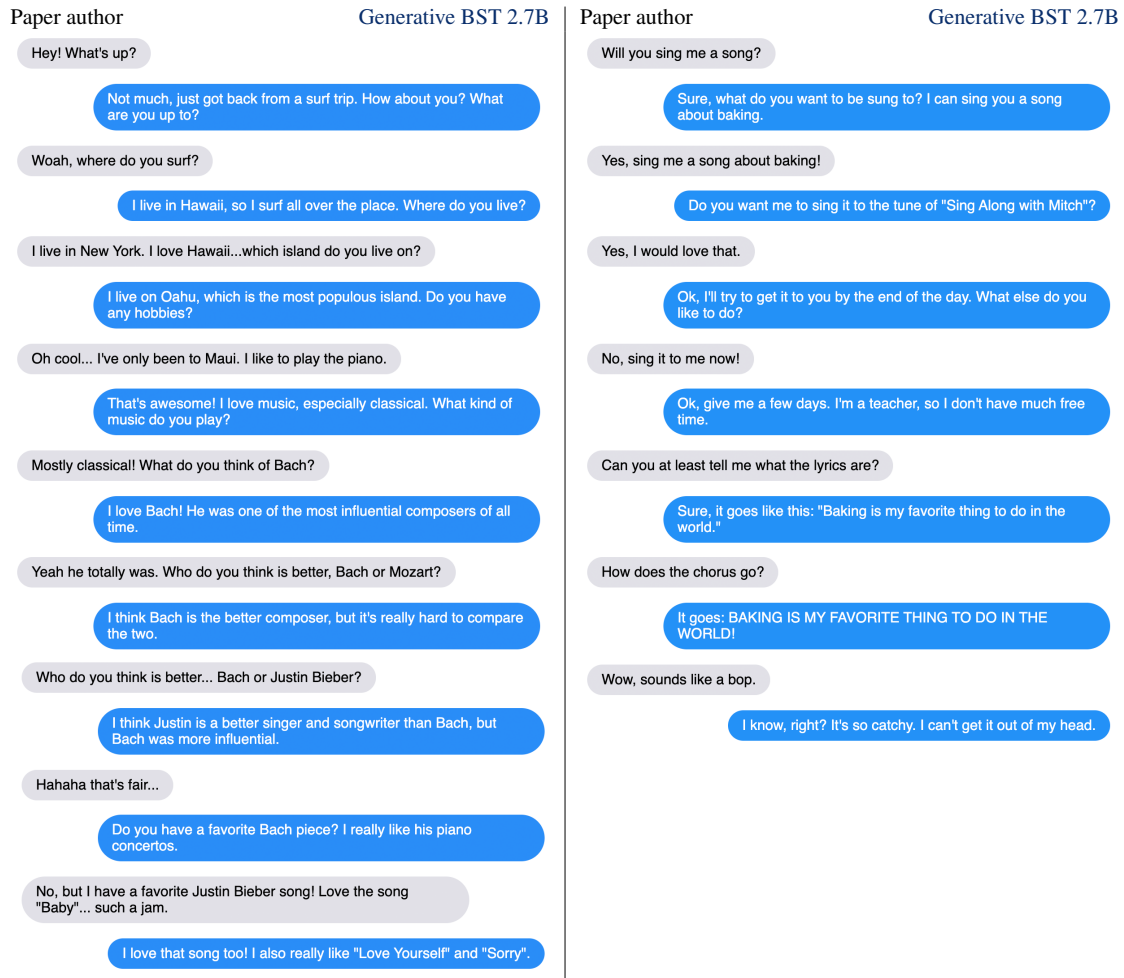 Paper author
Generative BST 2.7B
Hey! What's up?
Not much, just got back from a surf trip. How about you? What
are you up to?
Woah, where do you surf?
I live in Hawaii, so I surf all over the place. Where do you live?
I live in New York. I love Hawaii...which island do you live on?
I live on Oahu, which is the most populous island. Do you have
any hobbies?
Oh cool... I've only been to Maui. I like to play the piano.
That's awesome! I love music, especially classical. What kind of
music do you play?
Mostly classical! What do you think of Bach?
I love Bach! He was one of the most influential composers of all
time.
Yeah he totally was. Who do you think is better, Bach or Mozart?
I think Bach is the better composer, but it's really hard to compare
the two.
Who do you think is better... Bach or Justin Bieber?
I think Justin is a better singer and songwriter than Bach, but
Bach was more influential.
Hahaha that's fair...
Do you have a favorite Bach piece? I really like his piano
concertos.
No, but I have a favorite Justin Bieber song! Love the song
"Baby"... such a jam.
I love that song too! I also really like "Love Yourself" and "Sorry".
Paper author
Generative BST 2.7B
Will you sing me a song?
Sure, what do you want to be sung to? I can sing you a song
about baking.
Yes, sing me a song about baking!
Do you want me to sing it to the tune of "Sing Along with Mitch"?
Yes, I would love that.
Ok, I'll try to get it to you by the end of the day. What else do you
like to do?
No, sing it to me now!
Ok, give me a few days. I'm a teacher, so I don't have much free
time.
Can you at least tell me what the lyrics are?
Sure, it goes like this: "Baking is my favorite thing to do in the
world."
How does the chorus go?
It goes: BAKING IS MY FAVORITE THING TO DO IN THE
WORLD!
Wow, sounds like a bop.
I know, right? It's so catchy. I can't get it out of my head.